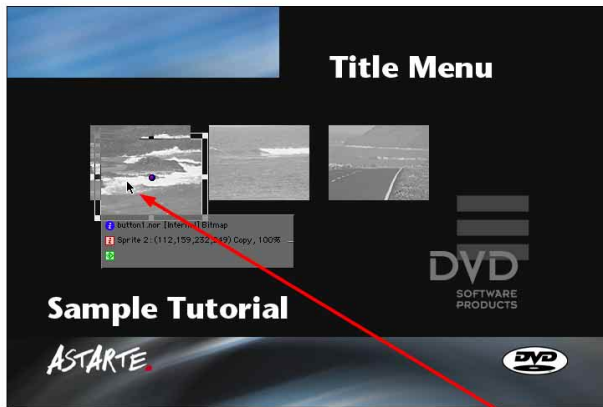 Title Menu
button1.nor [Internal] Bitmap
Sprite 2: (112,159,232,249) Copy, 100%
DVD
SOFTWARE
PRODUCTS
Sample Tutorial
ASTARTE
DVD